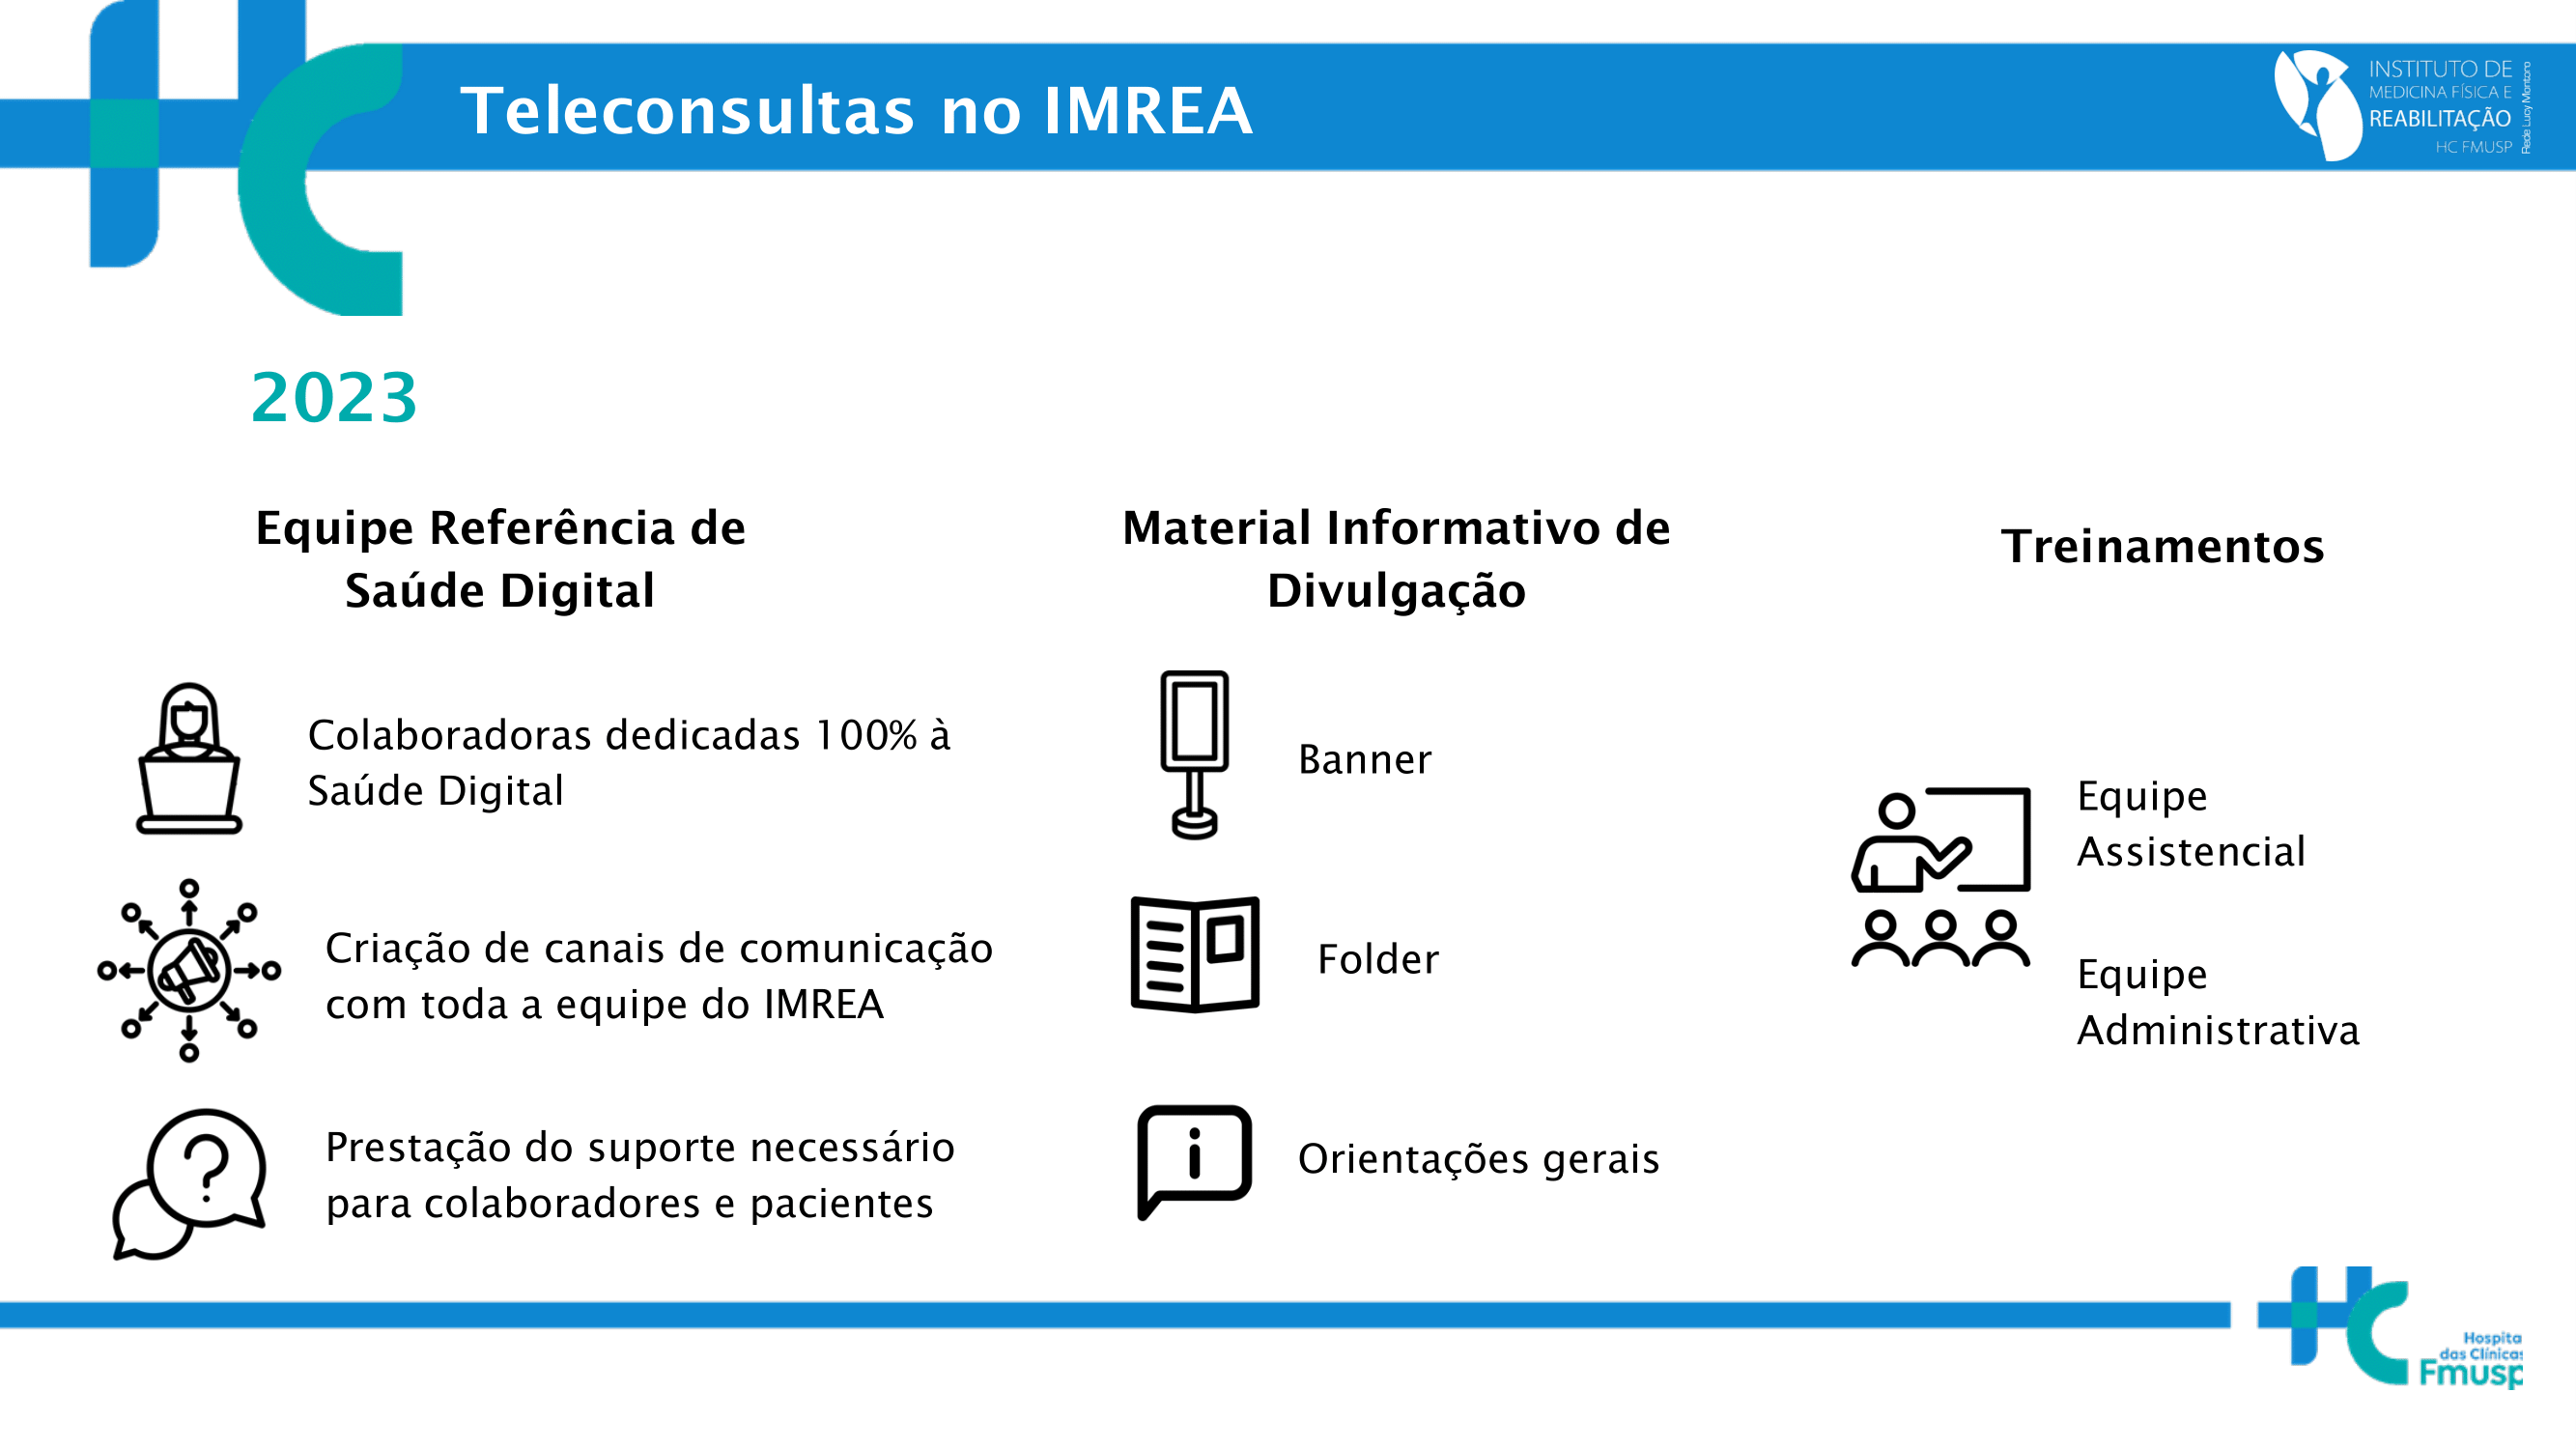 Teleconsultas no IMREA
INSTITUTO DE
MEDICINA FÍSICA E
REABILITAÇÃO
HC FMUSP
Rede Lucy Montoro
2023
Equipe Referência de
Saúde Digital
Colaboradoras dedicadas 100% à
Saúde Digital
Criação de canais de comunicação
com toda a equipe do IMREA
Prestação do suporte necessário
para colaboradores e pacientes
Material Informativo de
Divulgação
Banner
Folder
Orientações gerais
Treinamentos
Equipe
Assistencial
Equipe
Administrativa
Hospita
das Clínicas
Fmusp